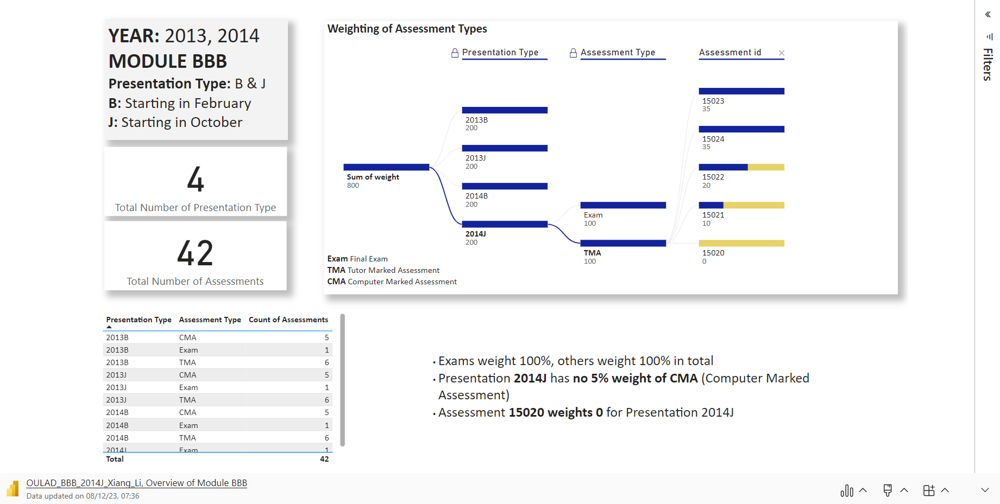 YEAR: 2013, 2014
MODULE BBB
Presentation Type: B & J
B: Starting in February
J: Starting in October
4
Total Number of Presentation Type
42
Total Number of Assessments
Weighting of Assessment Types
Presentation Type
Assessment Type
Assessment id
Sum of weight
800
2013B
200
2013J
200
2014B
200
2014J
200
Exam
100
TMA
100
15023
35
15024
35
15022
20
15021
10
15020
0
Exam Final Exam
TMA Tutor Marked Assessment
CMA Computer Marked Assessment
Presentation Type Assessment Type Count of Assessments
2013B CMA 5
2013B Exam 1
2013B TMA 6
2013J CMA 5
2013J Exam 1
2013J TMA 6
2014B CMA 5
2014B Exam 1
2014B TMA 6
2014J Exam 1
Total 42
• Exams weight 100%, others weight 100% in total
• Presentation 2014J has no 5% weight of CMA (Computer Marked
Assessment)
• Assessment 15020 weights 0 for Presentation 2014J
Filters
OULAD_BBB_2014J_Xiang_Li, Overview of Module BBB
Data updated on 08/12/23, 07:36